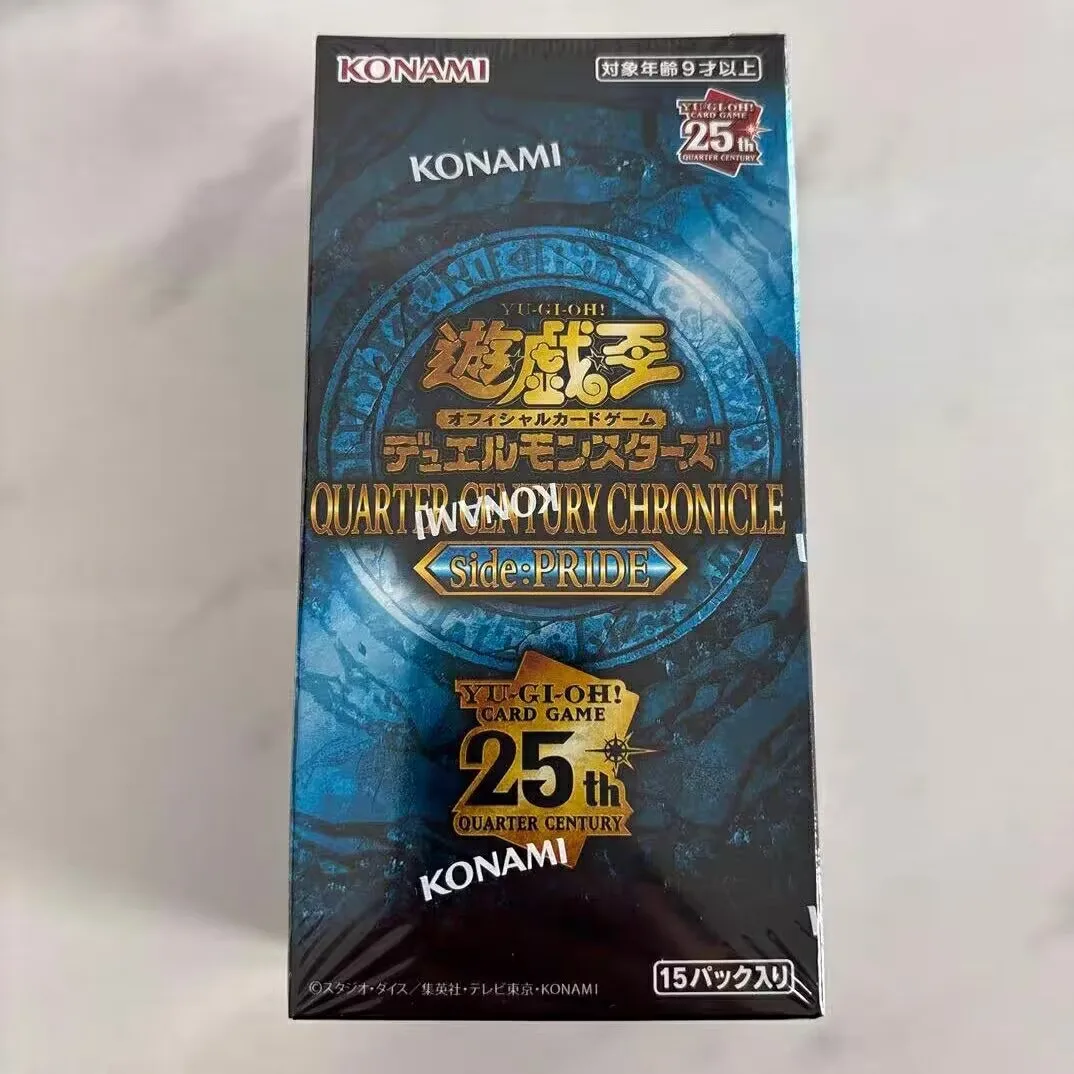 KONAMI
対象年齢9才以上
YU-GI-OH!
CARD GAME
25th
QUARTER CENTURY
KONAMI
YU-GI-OH!
遊☆戯☆王
オフィシャルカードゲーム
デュエルモンスターズ
QUARTER CENTURY CHRONICLE
KONAMI
side:PRIDE
YU-GI-OH!
CARD GAME
25th
QUARTER CENTURY
KONAMI
©スタジオ・ダイス／集英社・テレビ東京・KONAMI
15パック入り